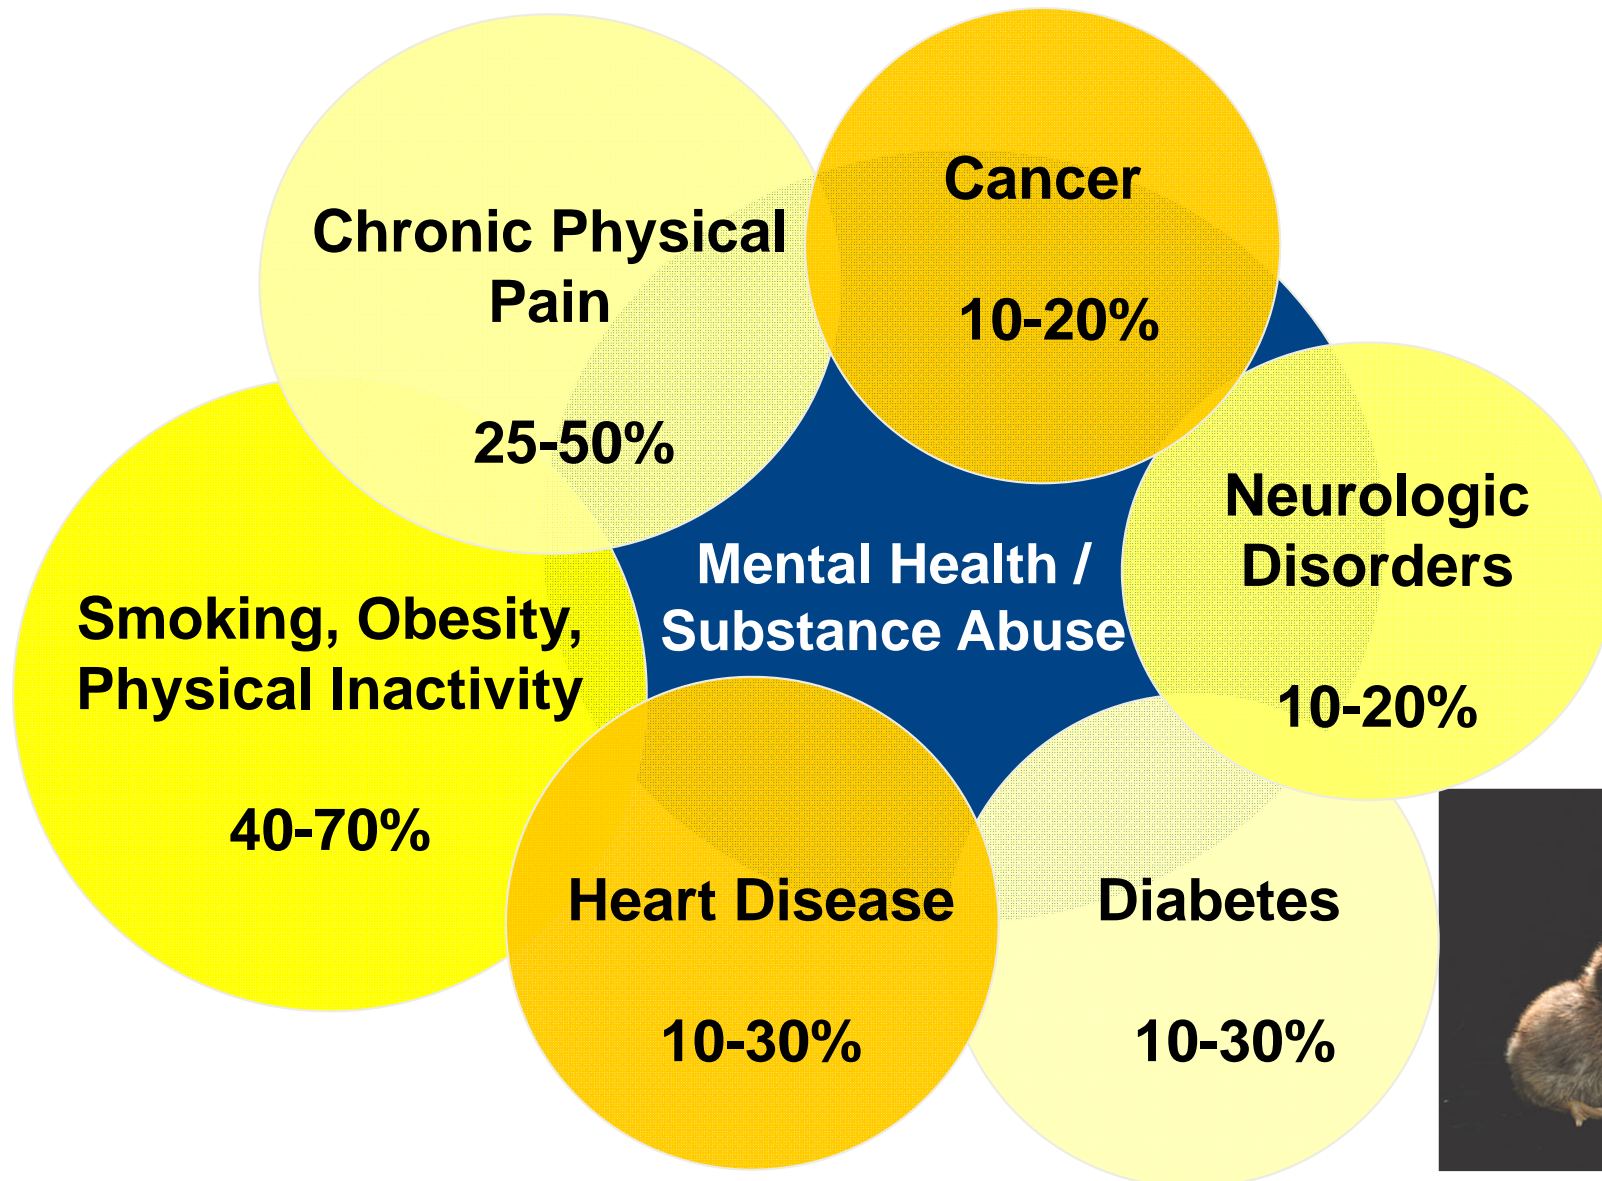 Cancer
10-20%
Chronic Physical
Pain
25-50%
Neurologic
Disorders
10-20%
Mental Health /
Substance Abuse
Smoking, Obesity,
Physical Inactivity
40-70%
Heart Disease
10-30%
Diabetes
10-30%